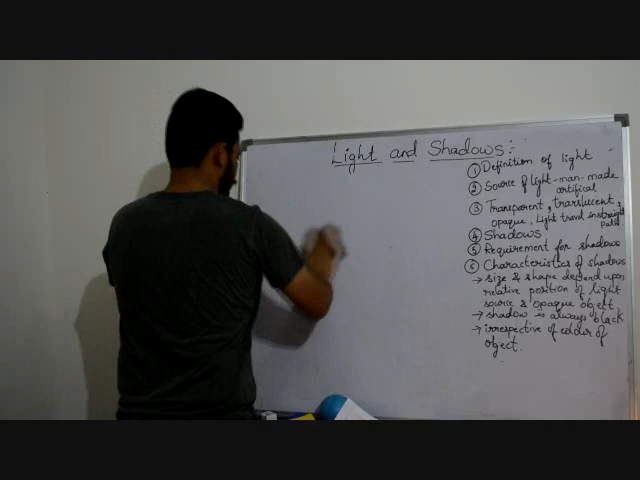 Light and Shadows:
① Definition of light
② Source of light - man-made
artifical
③ Transparent, translucent,
opaque, Light travel in straight
path
④ Shadows
⑤ Requirement for shadows
⑥ Characteristics of shadows
→ size & shape depend upon
relative position of light
source & opaque object
→ shadow is always black
→ irrespective of colour of
object.